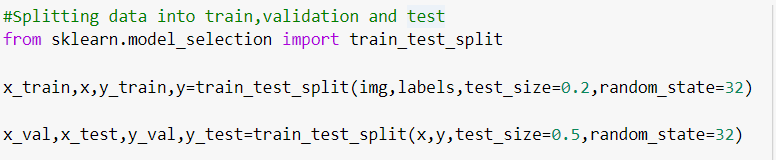 #Splitting data into train,validation and test
from sklearn.model_selection import train_test_split
x_train,x,y_train,y=train_test_split(img,labels,test_size=0.2,random_state=32)
x_val,x_test,y_val,y_test=train_test_split(x,y,test_size=0.5,random_state=32)